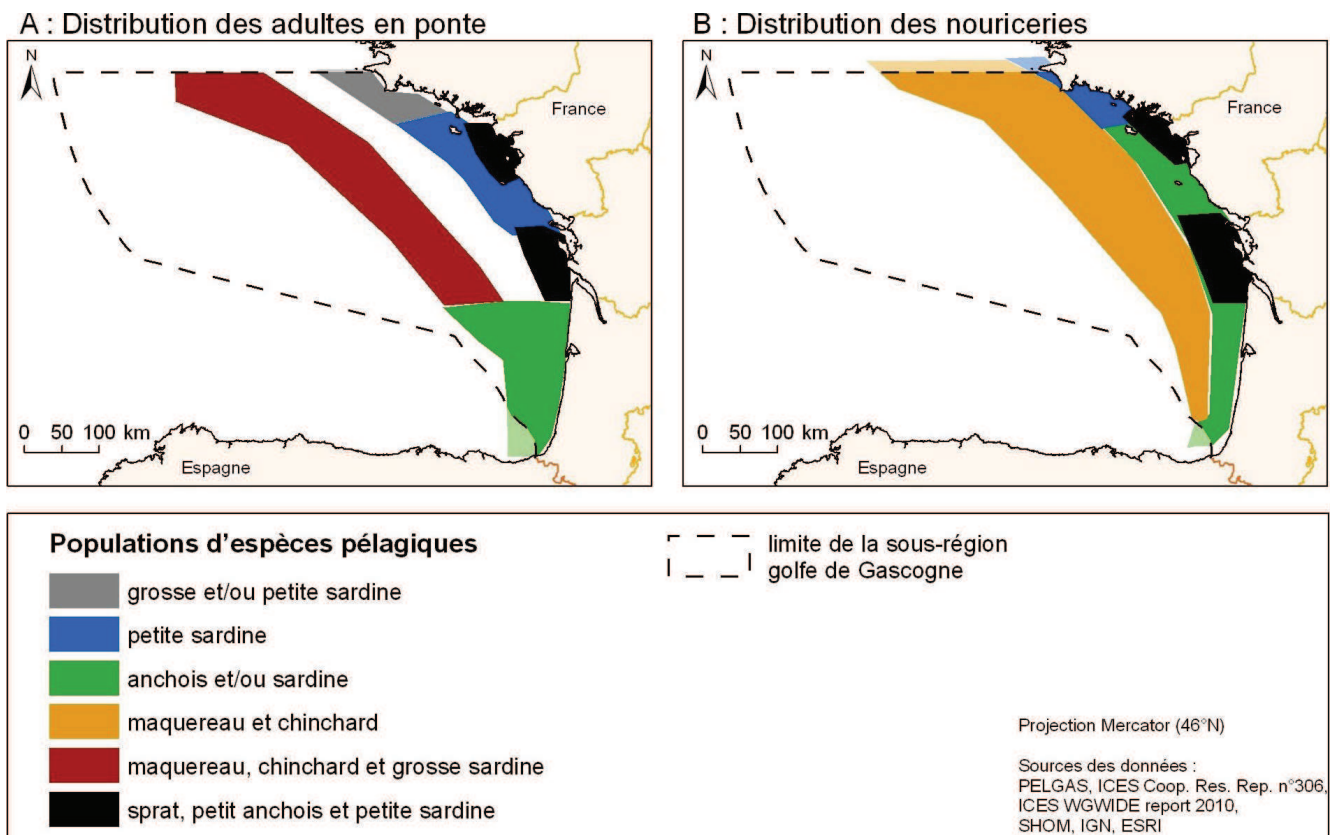 A : Distribution des adultes en ponte
N
France
0 50 100 km
Espagne
B : Distribution des nouriceries
N
France
0 50 100 km
Espagne
Populations d'espèces pélagiques
grosse et/ou petite sardine
petite sardine
anchois et/ou sardine
maquereau et chinchard
maquereau, chinchard et grosse sardine
sprat, petit anchois et petite sardine
limite de la sous-région
golfe de Gascogne
Projection Mercator (46°N)
Sources des données :
PELGAS, ICES Coop. Res. Rep. n°306,
ICES WGWIDE report 2010,
SHOM, IGN, ESRI